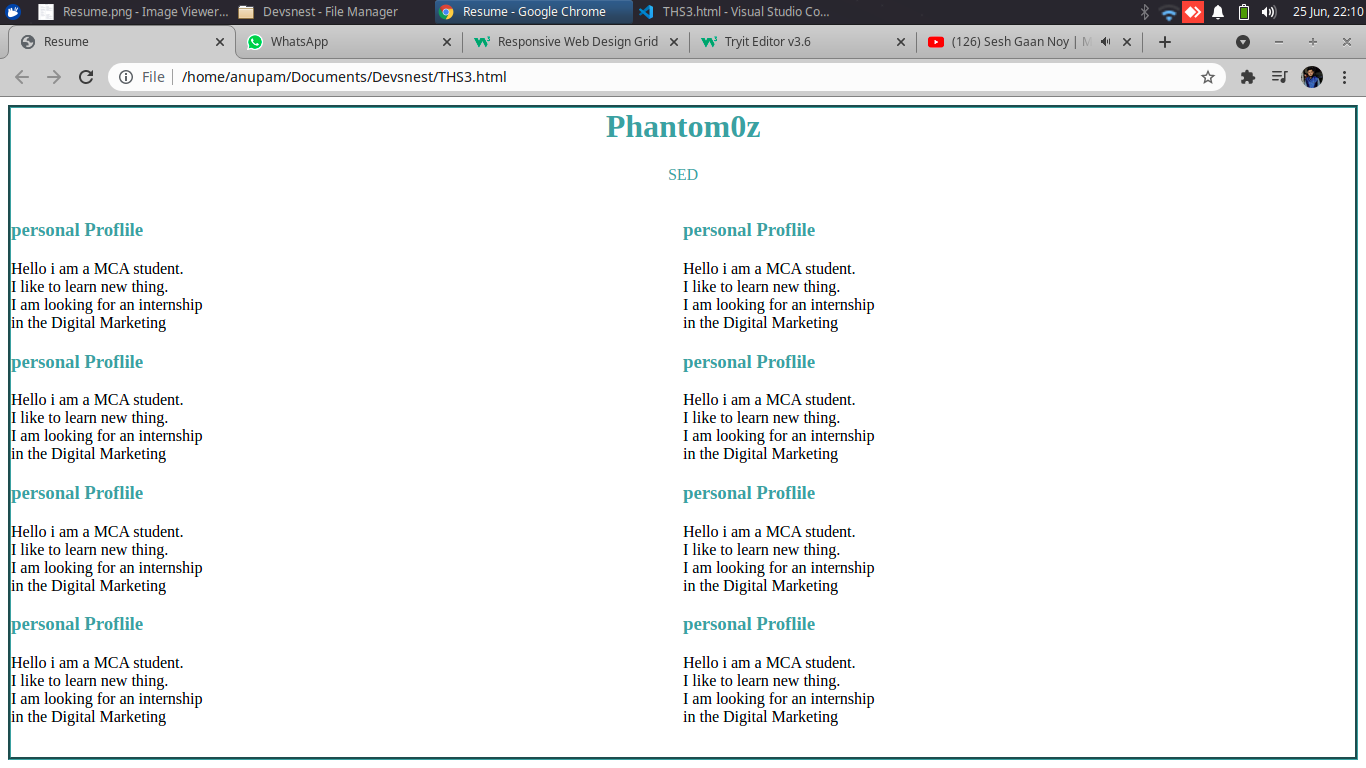 Resume.png - Image Viewer...
Devsnest - File Manager
Resume - Google Chrome
THS3.html - Visual Studio Co...
25 Jun, 22:10
Resume
WhatsApp
Responsive Web Design Grid
Tryit Editor v3.6
(126) Sesh Gaan Noy |
File
/home/anupam/Documents/Devsnest/THS3.html
Phantom0z
SED
personal Proflile
Hello i am a MCA student.
I like to learn new thing.
I am looking for an internship
in the Digital Marketing
personal Proflile
Hello i am a MCA student.
I like to learn new thing.
I am looking for an internship
in the Digital Marketing
personal Proflile
Hello i am a MCA student.
I like to learn new thing.
I am looking for an internship
in the Digital Marketing
personal Proflile
Hello i am a MCA student.
I like to learn new thing.
I am looking for an internship
in the Digital Marketing
personal Proflile
Hello i am a MCA student.
I like to learn new thing.
I am looking for an internship
in the Digital Marketing
personal Proflile
Hello i am a MCA student.
I like to learn new thing.
I am looking for an internship
in the Digital Marketing
personal Proflile
Hello i am a MCA student.
I like to learn new thing.
I am looking for an internship
in the Digital Marketing
personal Proflile
Hello i am a MCA student.
I like to learn new thing.
I am looking for an internship
in the Digital Marketing